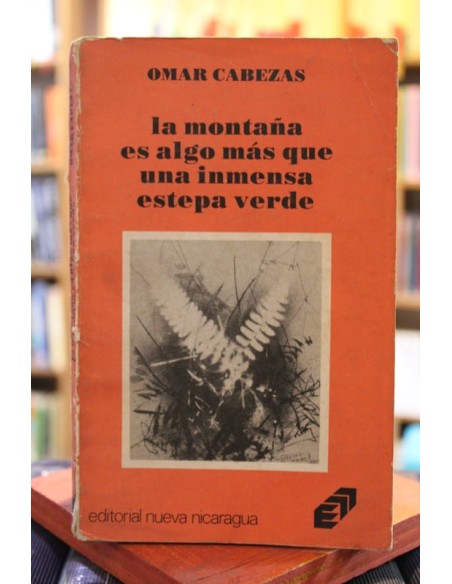 OMAR CABEZAS
la montaña
es algo más que
una inmensa
estepa verde
editorial nueva nicaragua